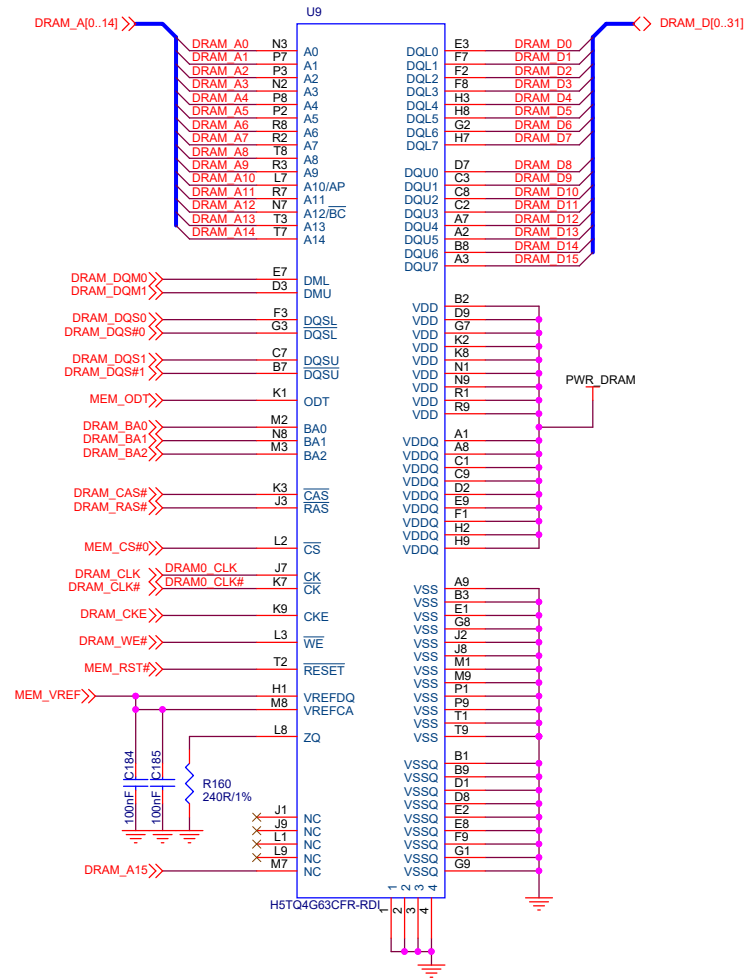 U9
DRAM_A[0..14]
DRAM_D[0..31]
DRAM_A0 N3 A0
DRAM_A1 P7 A1
DRAM_A2 P3 A2
DRAM_A3 N2 A3
DRAM_A4 P8 A4
DRAM_A5 P2 A5
DRAM_A6 R8 A6
DRAM_A7 R2 A7
DRAM_A8 T8 A8
DRAM_A9 R3 A9
DRAM_A10 L7 A10/AP
DRAM_A11 R7 A11
DRAM_A12 N7 A12/BC
DRAM_A13 T3 A13
DRAM_A14 T7 A14
DRAM_DQM0 E7 DML
DRAM_DQM1 D3 DMU
DRAM_DQS0 F3 DQSL
DRAM_DQS#0 G3 DQSL
DRAM_DQS1 C7 DQSU
DRAM_DQS#1 B7 DQSU
MEM_ODT K1 ODT
DRAM_BA0 M2 BA0
DRAM_BA1 N8 BA1
DRAM_BA2 M3 BA2
DRAM_CAS# K3 CAS
DRAM_RAS# J3 RAS
MEM_CS#0 L2 CS
DRAM_CLK DRAM0_CLK J7 CK
DRAM_CLK# DRAM0_CLK# K7 CK
DRAM_CKE K9 CKE
DRAM_WE# L3 WE
MEM_RST# T2 RESET
MEM_VREF H1 VREFDQ
M8 VREFCA
L8 ZQ
C184
100nF
C185
100nF
R160
240R/1%
J1 NC
J9 NC
L1 NC
L9 NC
DRAM_A15 M7 NC
DQL0 E3 DRAM_D0
DQL1 F7 DRAM_D1
DQL2 F2 DRAM_D2
DQL3 F8 DRAM_D3
DQL4 H3 DRAM_D4
DQL5 H8 DRAM_D5
DQL6 G2 DRAM_D6
DQL7 H7 DRAM_D7
DQU0 D7 DRAM_D8
DQU1 C3 DRAM_D9
DQU2 C8 DRAM_D10
DQU3 C2 DRAM_D11
DQU4 A7 DRAM_D12
DQU5 A2 DRAM_D13
DQU6 B8 DRAM_D14
DQU7 A3 DRAM_D15
VDD B2
VDD D9
VDD G7
VDD K2
VDD K8
VDD N1
VDD N9
VDD R1
VDD R9
PWR_DRAM
VDDQ A1
VDDQ A8
VDDQ C1
VDDQ C9
VDDQ D2
VDDQ E9
VDDQ F1
VDDQ H2
VDDQ H9
VSS A9
VSS B3
VSS E1
VSS G8
VSS J2
VSS J8
VSS M1
VSS M9
VSS P1
VSS P9
VSS T1
VSS T9
VSSQ B1
VSSQ B9
VSSQ D1
VSSQ D8
VSSQ E2
VSSQ E8
VSSQ F9
VSSQ G1
VSSQ G9
1 2 3 4
H5TQ4G63CFR-RDI
1 2 3 4